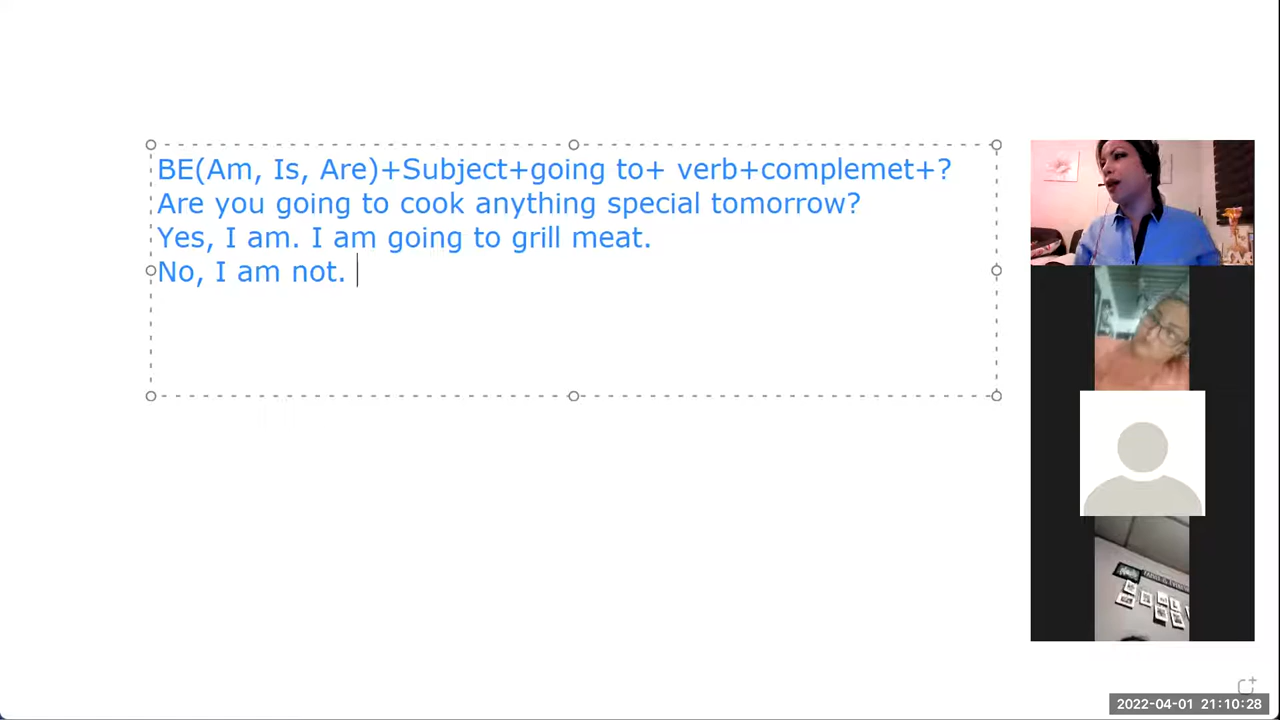 BE(Am, Is, Are)+Subject+going to+ verb+complemet+?
Are you going to cook anything special tomorrow?
Yes, I am. I am going to grill meat.
No, I am not.
2022-04-01 21:10:28